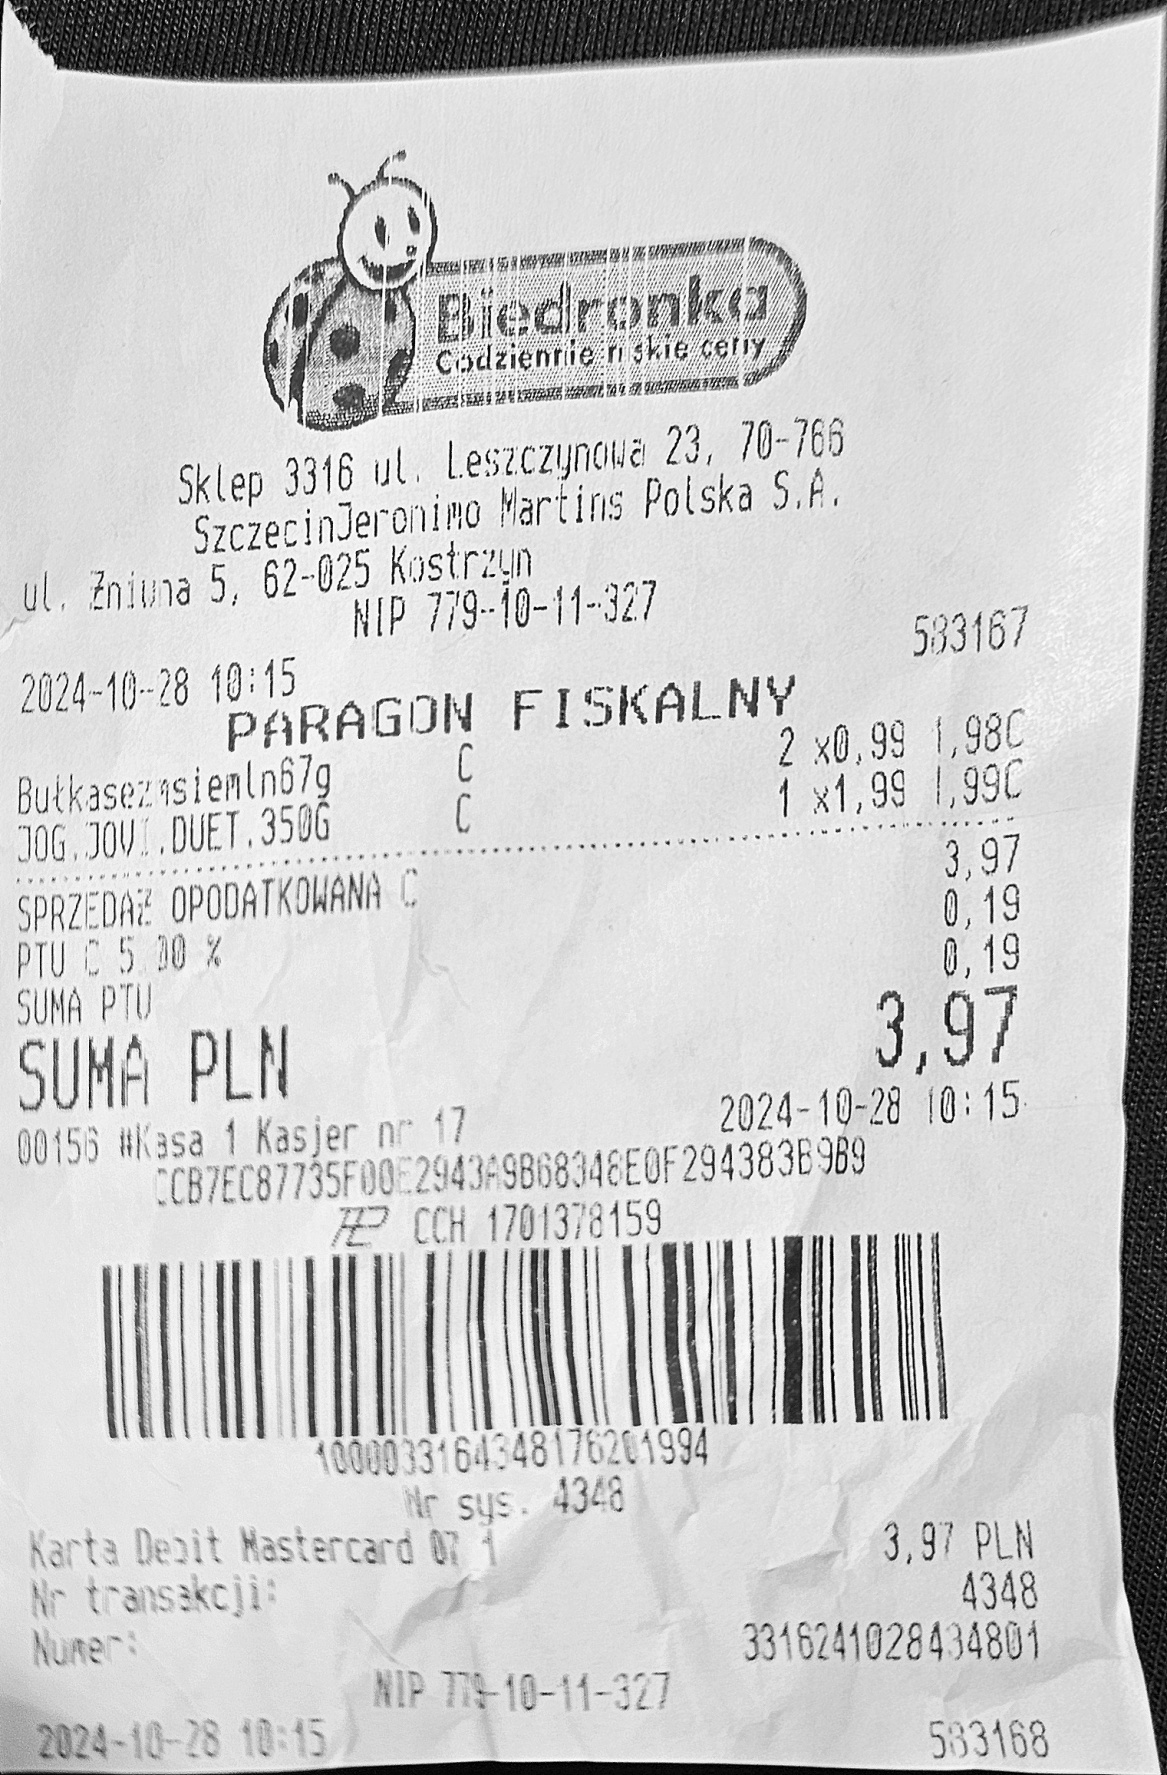 Biedronka
Codziennie niskie ceny
Sklep 3316 ul. Leszczynowa 23, 70-766
SzczecinJeronimo Martins Polska S.A.
ul. Żniwna 5, 62-025 Kostrzyn
NIP 779-10-11-327
2024-10-28 10:15 583167
PARAGON FISKALNY
Bułkasezmsiemln67g C 2 x0,99 1,98C
JOG.JOVI.DUET.350G C 1 x1,99 1,99C
SPRZEDAŻ OPODATKOWANA C 3,97
PTU C 5,00 % 0,19
SUMA PTU 0,19
SUMA PLN 3,97
00156 #Kasa 1 Kasjer nr 17 2024-10-28 10:15
CCB7EC87735F00E2943A9B68348E0F294383B9B9
CCH 1701378159
1000033164348176201994
Nr sys. 4348
Karta Debit Mastercard 07 1 3,97 PLN
Nr transakcji: 4348
Numer: 3316241028434801
NIP 779-10-11-327
2024-10-28 10:15 583168